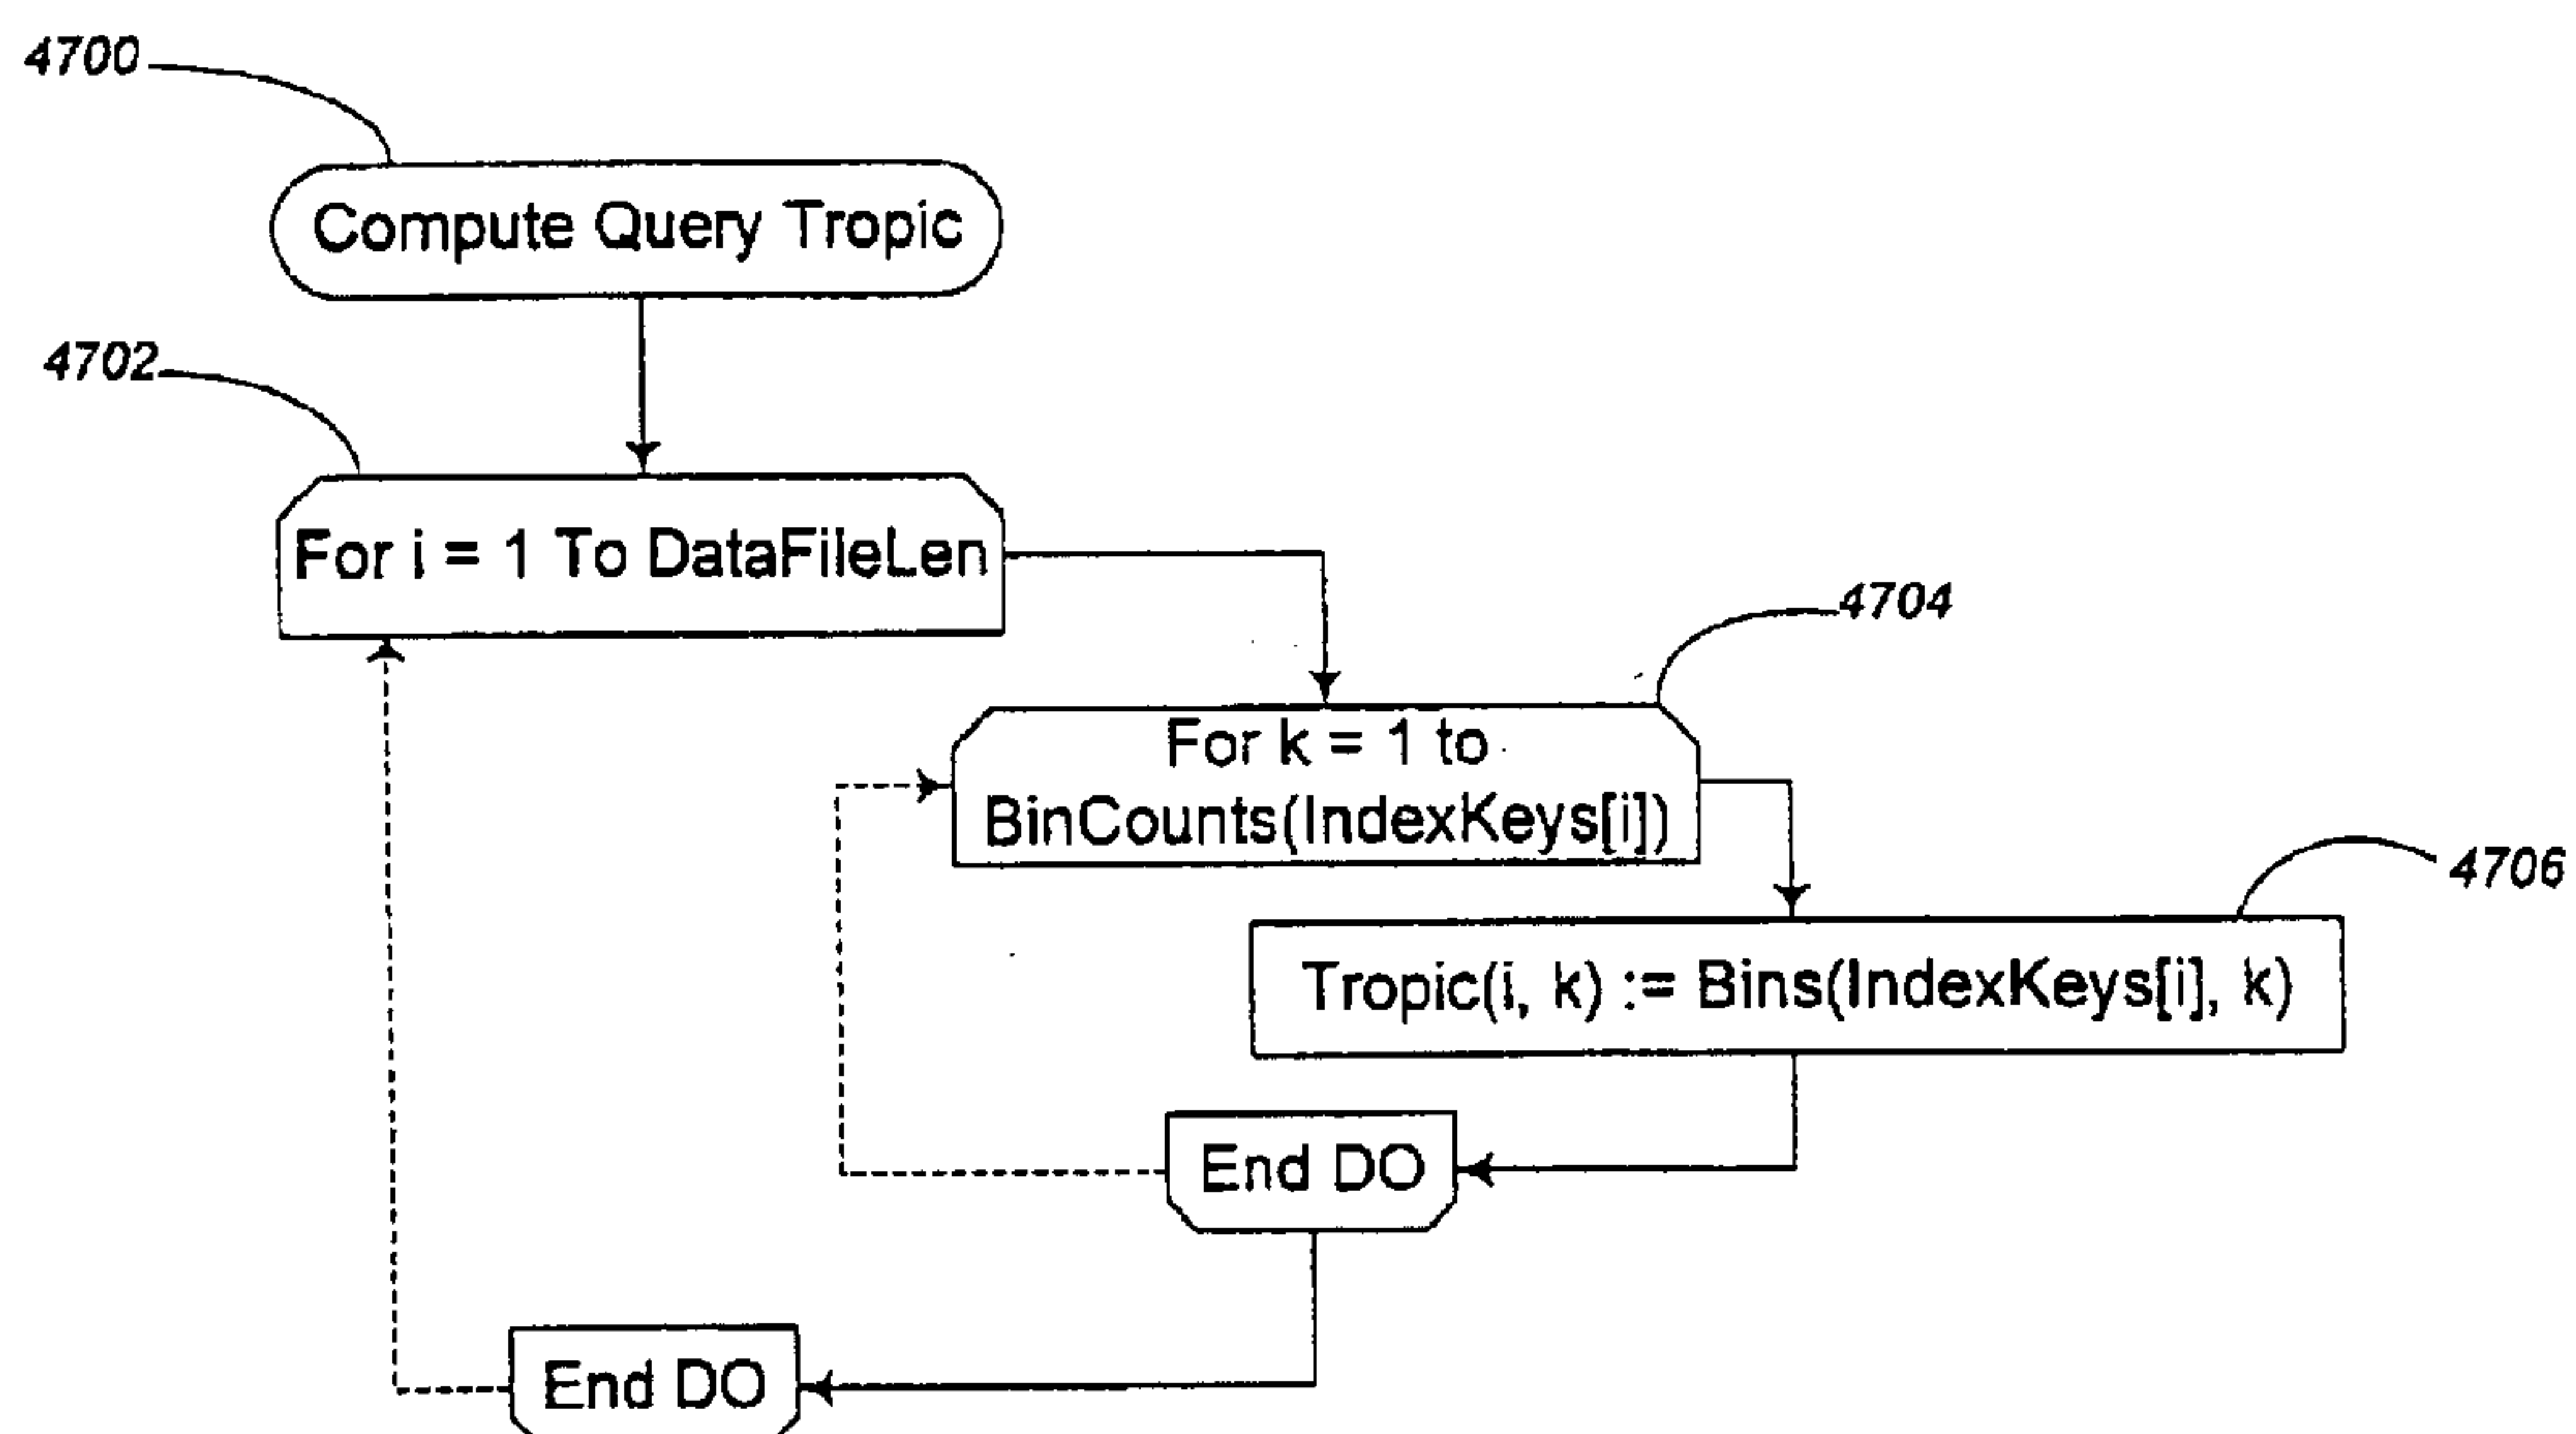 4700
Compute Query Tropic
4702
For i = 1 To DataFileLen
4704
For k = 1 to
BinCounts(IndexKeys[i])
4706
Tropic(i, k) := Bins(IndexKeys[i], k)
End DO
End DO